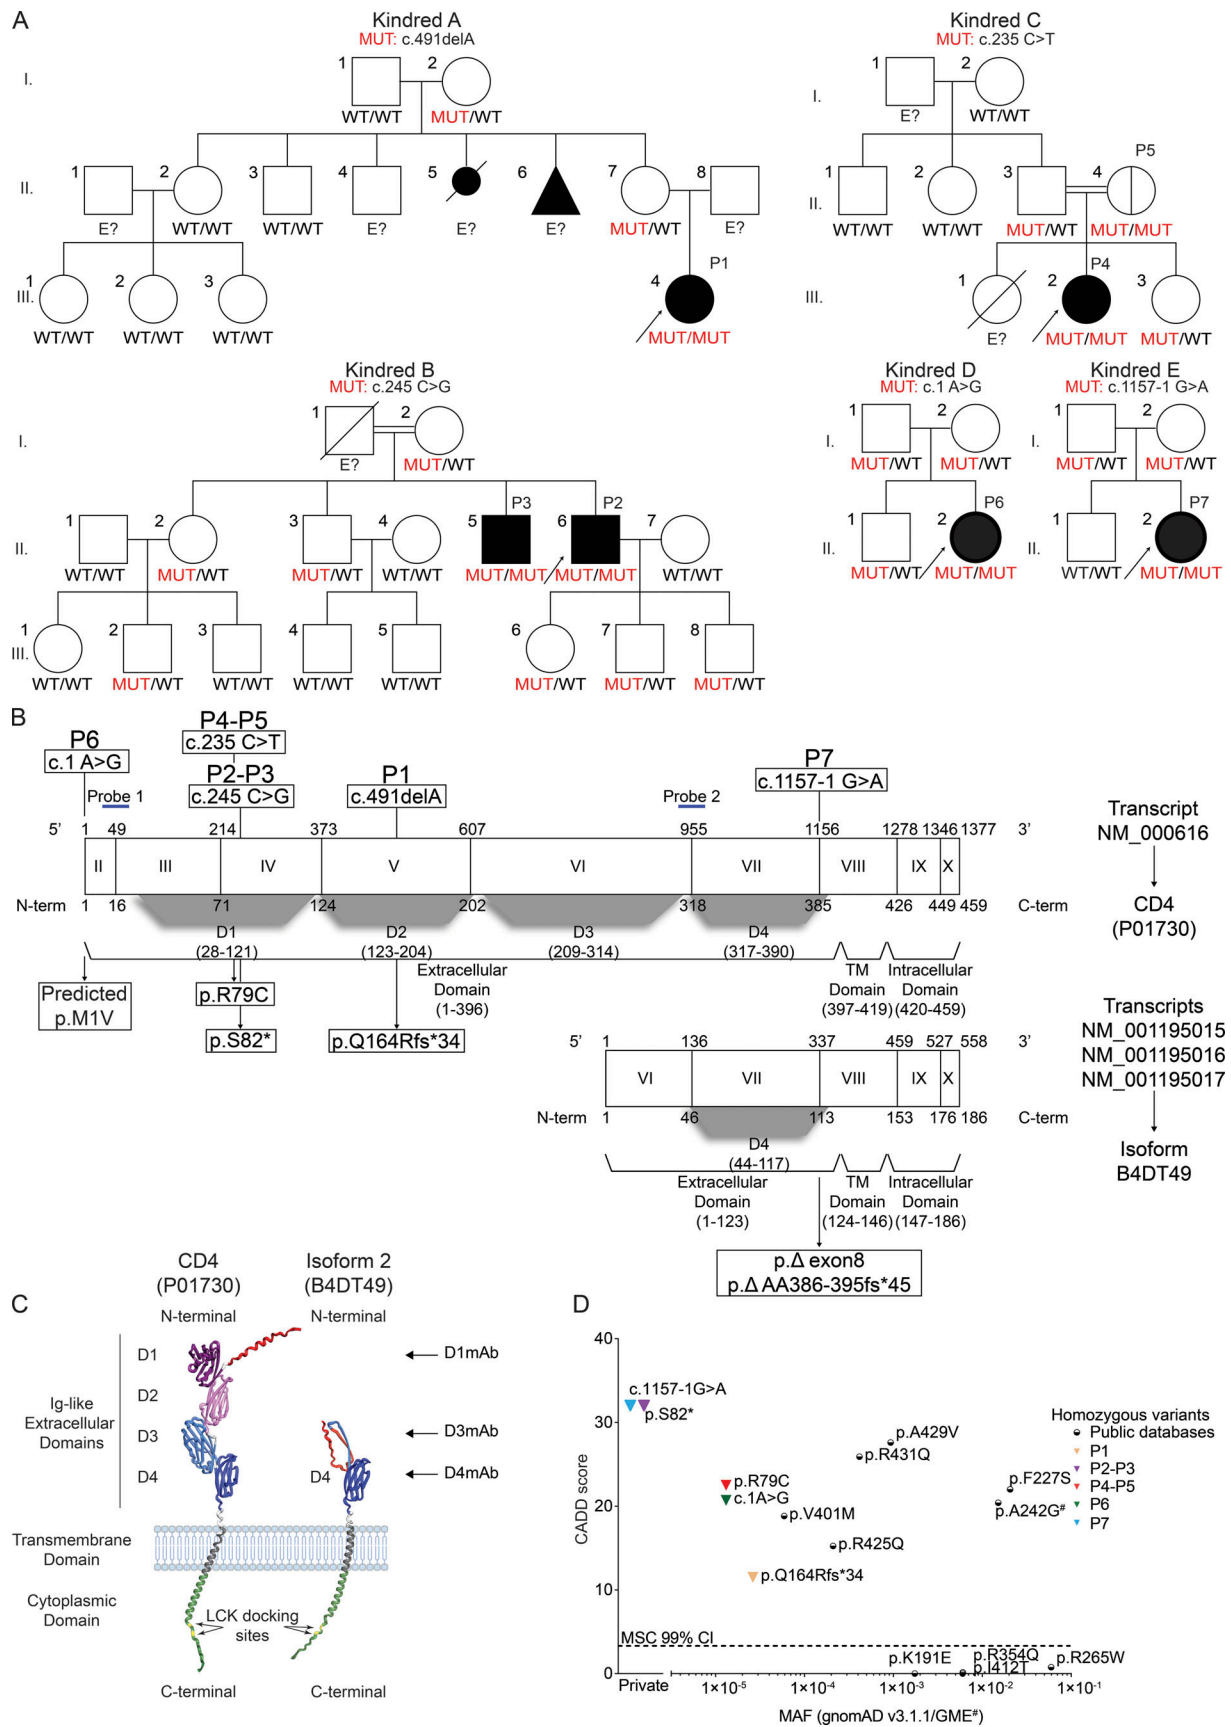 A
Kindred A
MUT: c.491delA
I.
1
2
WT/WT
MUT/WT
II.
1
2
3
4
5
6
7
8
E?
WT/WT
WT/WT
E?
E?
E?
MUT/WT
E?
III.
1
2
3
4
P1
WT/WT
WT/WT
WT/WT
MUT/MUT
Kindred C
MUT: c.235 C>T
I.
1
2
E?
WT/WT
II.
1
2
3
4
P5
WT/WT
WT/WT
MUT/WT
MUT/MUT
III.
1
2
P4
3
E?
MUT/MUT
MUT/WT
Kindred B
MUT: c.245 C>G
I.
1
2
E?
MUT/WT
II.
1
2
3
4
5
P3
6
P2
7
WT/WT
MUT/WT
MUT/WT
WT/WT
MUT/MUT
MUT/MUT
WT/WT
III.
1
2
3
4
5
6
7
8
WT/WT
MUT/WT
WT/WT
WT/WT
WT/WT
MUT/WT
MUT/WT
MUT/WT
Kindred D
MUT: c.1 A>G
I.
1
2
MUT/WT
MUT/WT
II.
1
2
P6
MUT/WT
MUT/MUT
Kindred E
MUT: c.1157-1 G>A
I.
1
2
MUT/WT
MUT/WT
II.
1
2
P7
WT/WT
MUT/MUT
B
P6
c.1 A>G
P4-P5
c.235 C>T
P2-P3
c.245 C>G
P1
c.491delA
P7
c.1157-1 G>A
Probe 1
Probe 2
5' 1 49 214 373 607 955 1156 1278 1346 1377 3'
II III IV V VI VII VIII IX X
N-term 1 16 71 124 202 318 385 426 449 459 C-term
D1
(28-121)
D2
(123-204)
D3
(209-314)
D4
(317-390)
Extracellular
Domain
(1-396)
TM
Domain
(397-419)
Intracellular
Domain
(420-459)
Predicted
p.M1V
p.R79C
p.S82*
p.Q164Rfs*34
Transcript
NM_000616
CD4
(P01730)
5' 1 136 337 459 527 558 3'
VI VII VIII IX X
N-term 1 46 113 153 176 186 C-term
D4
(44-117)
Extracellular
Domain
(1-123)
TM
Domain
(124-146)
Intracellular
Domain
(147-186)
p.Δ exon8
p.Δ AA386-395fs*45
Transcripts
NM_001195015
NM_001195016
NM_001195017
Isoform
B4DT49
C
CD4
(P01730)
Isoform 2
(B4DT49)
N-terminal
N-terminal
D1
D2
D3
D4
D4
Ig-like
Extracellular
Domains
D1mAb
D3mAb
D4mAb
Transmembrane
Domain
Cytoplasmic
Domain
LCK docking
sites
C-terminal
C-terminal
D
CADD score
40
30
20
10
0
c.1157-1G>A
p.S82*
p.A429V
p.R431Q
p.R79C
c.1A>G
p.V401M
p.F227S
p.A242G#
p.R425Q
p.Q164Rfs*34
MSC 99% CI
p.K191E
p.R354Q
p.I412T
p.R265W
Private
1×10-5
1×10-4
1×10-3
1×10-2
1×10-1
MAF (gnomAD v3.1.1/GME#)
Homozygous variants
Public databases
P1
P2-P3
P4-P5
P6
P7